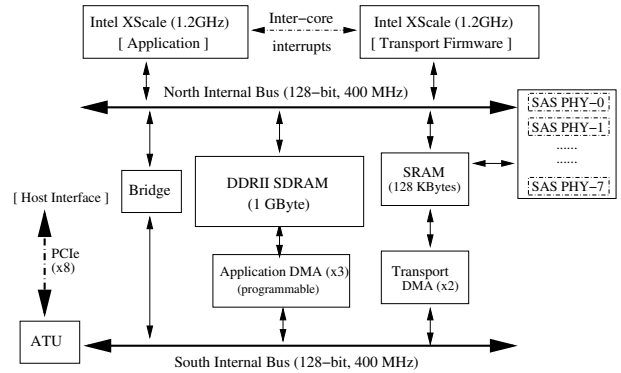 Intel XScale (1.2GHz)
[ Application ]
Inter-core
interrupts
Intel XScale (1.2GHz)
[ Transport Firmware ]
North Internal Bus (128-bit, 400 MHz)
SAS PHY-0
SAS PHY-1
......
......
SAS PHY-7
Bridge
DDRII SDRAM
(1 GByte)
SRAM
(128 KBytes)
[ Host Interface ]
PCIe
(x8)
Application DMA (x3)
(programmable)
Transport
DMA (x2)
ATU
South Internal Bus (128-bit, 400 MHz)